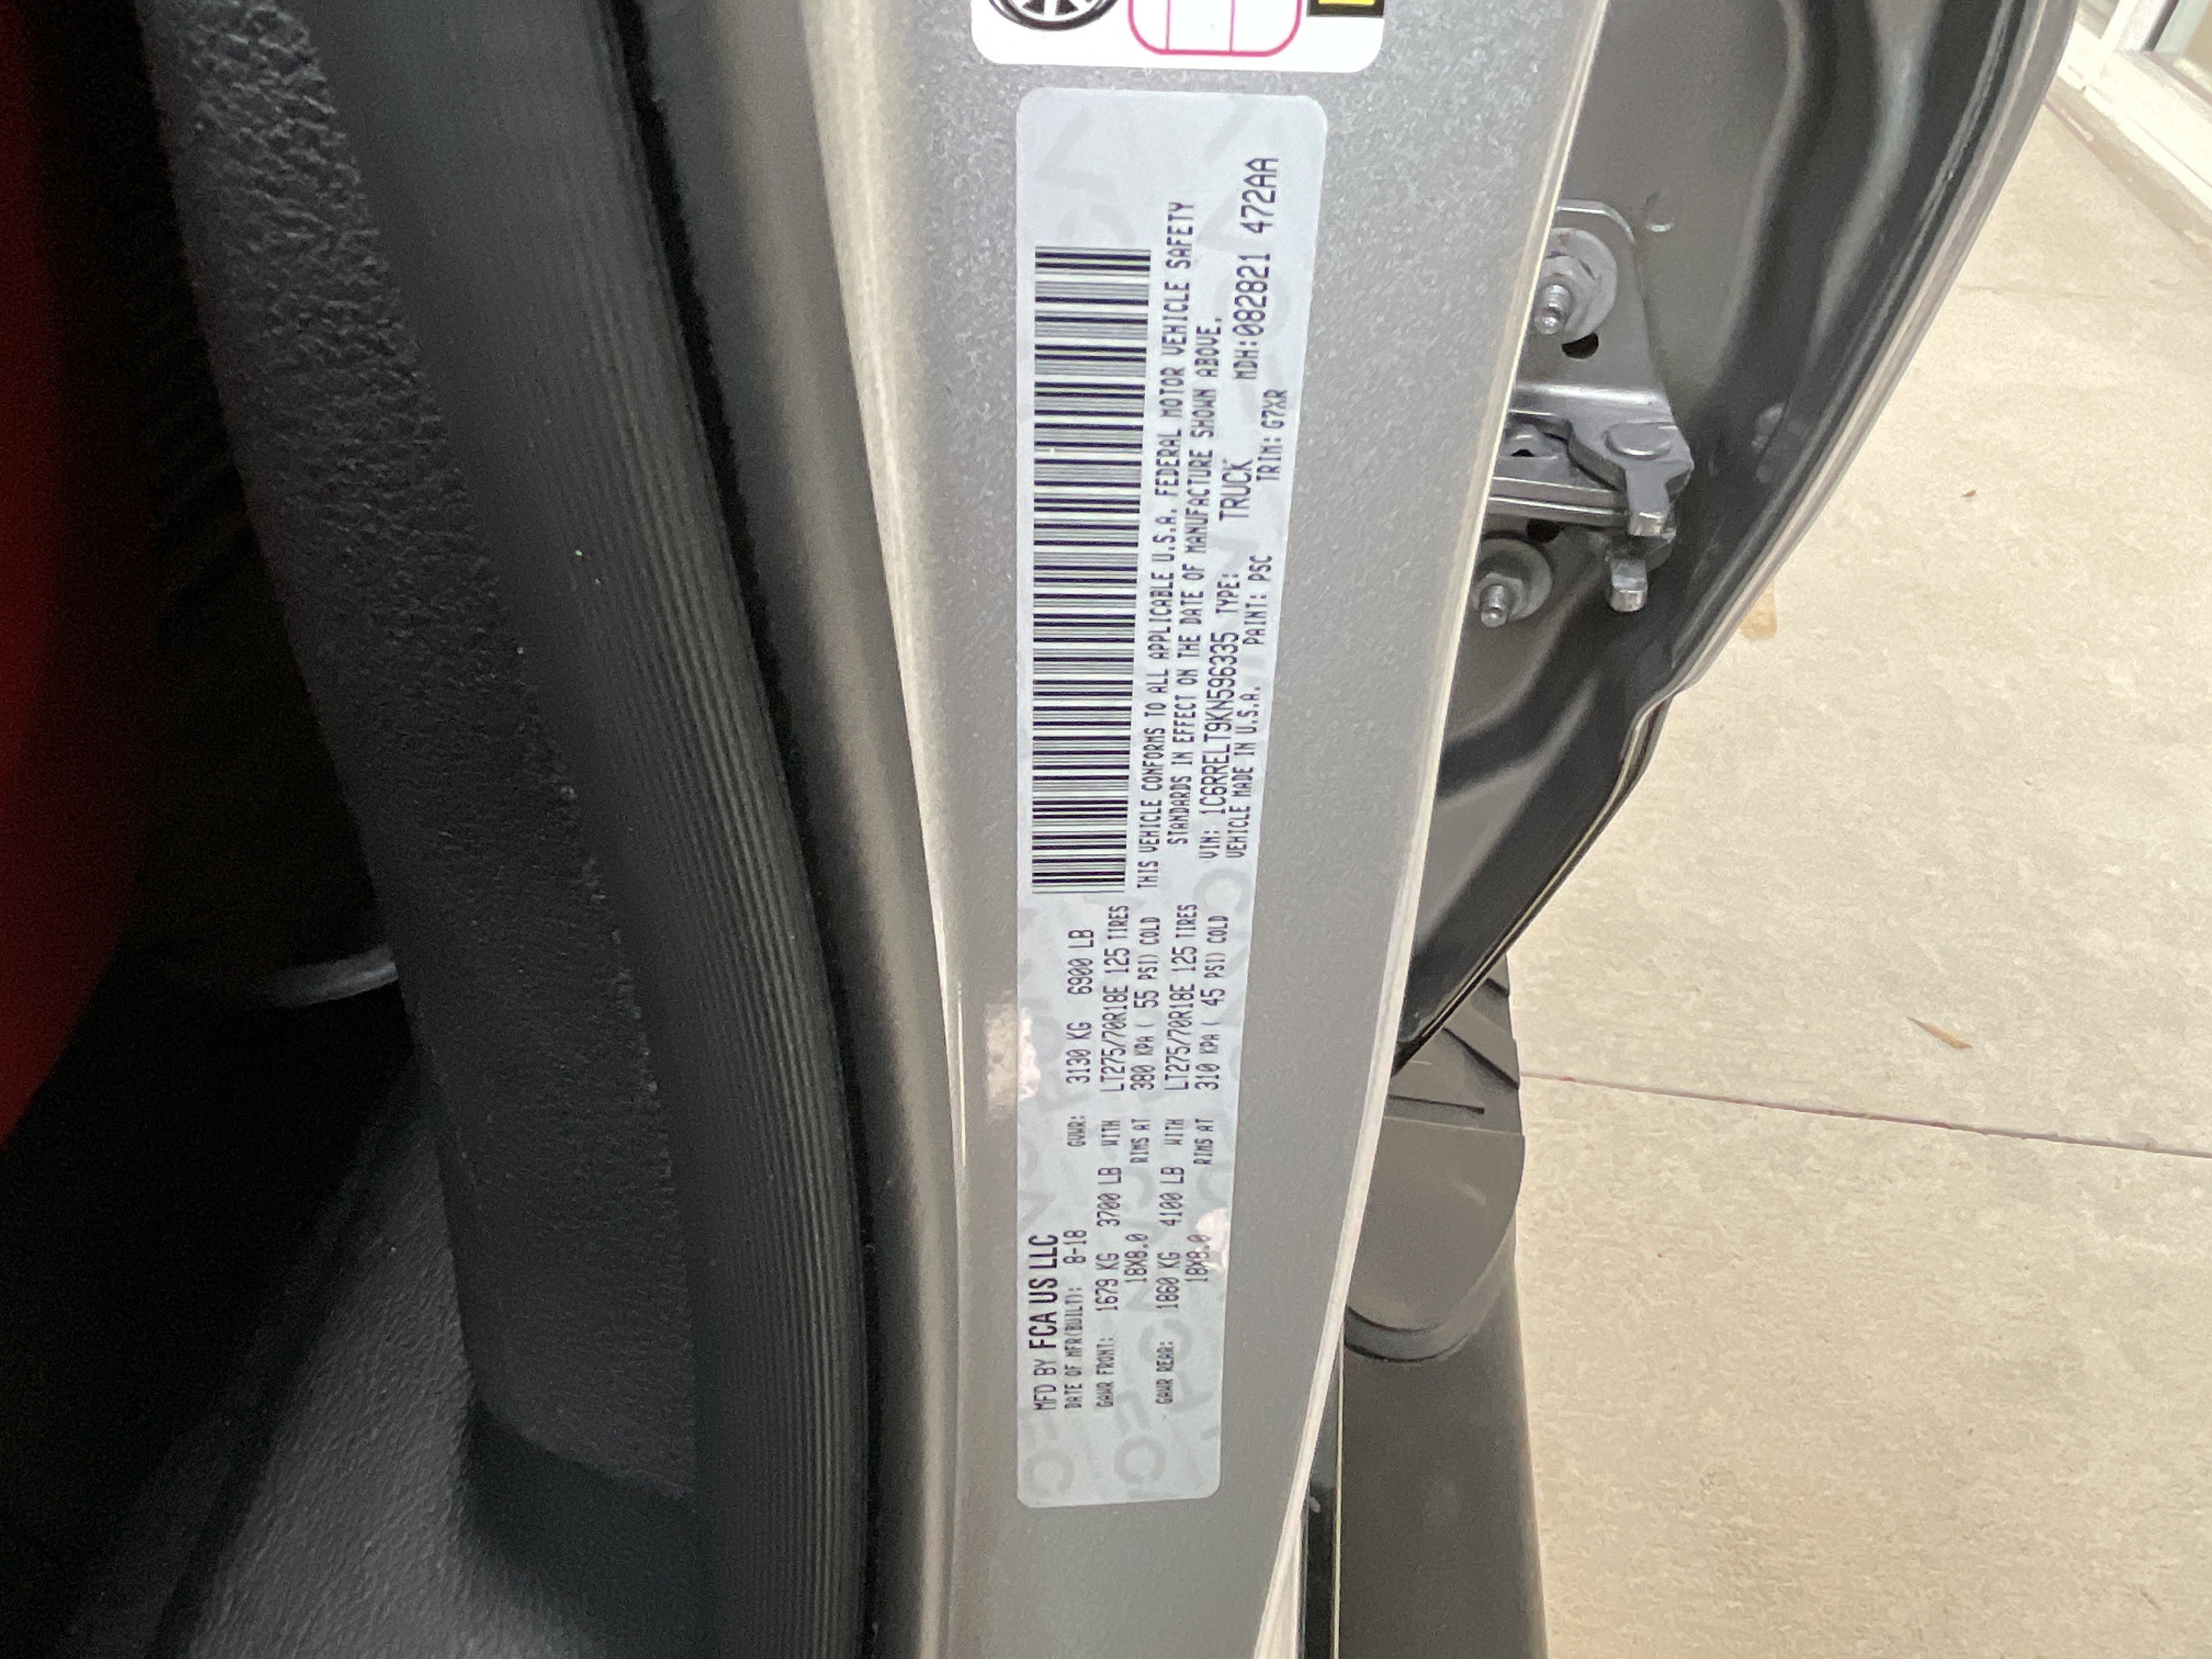 MFD BY FCA US LLC
DATE OF MFR(BUILT): 8-18 GVWR: 3130 KG 6900 LB
GAWR FRONT: 1679 KG 3700 LB WITH LT275/70R18E 125 TIRES
18X8.0 RIMS AT 380 KPA ( 55 PSI) COLD
GAWR REAR: 1860 KG 4100 LB WITH LT275/70R18E 125 TIRES
18X8.0 RIMS AT 310 KPA ( 45 PSI) COLD
THIS VEHICLE CONFORMS TO ALL APPLICABLE U.S.A. FEDERAL MOTOR VEHICLE SAFETY
STANDARDS IN EFFECT ON THE DATE OF MANUFACTURE SHOWN ABOVE.
VIN: 1C6RRELT9KN596335 TYPE: TRUCK MDH:082821 472AA
VEHICLE MADE IN U.S.A. PAINT: PSC TRIM: G7XR